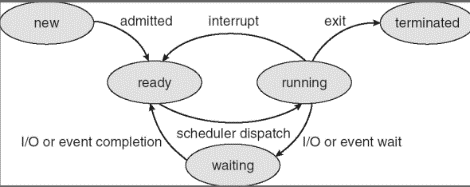 new
admitted
interrupt
exit
terminated
ready
running
I/O or event completion
scheduler dispatch
I/O or event wait
waiting